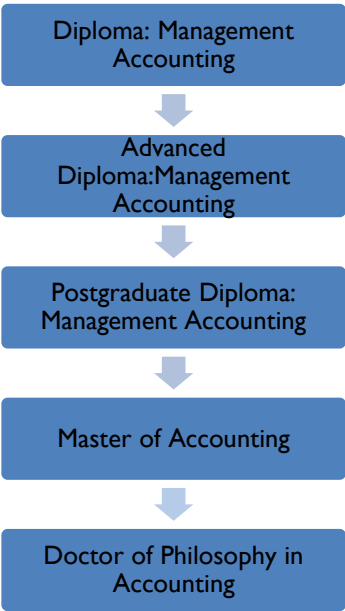 Diploma: Management
Accounting
Advanced
Diploma:Management
Accounting
Postgraduate Diploma:
Management Accounting
Master of Accounting
Doctor of Philosophy in
Accounting